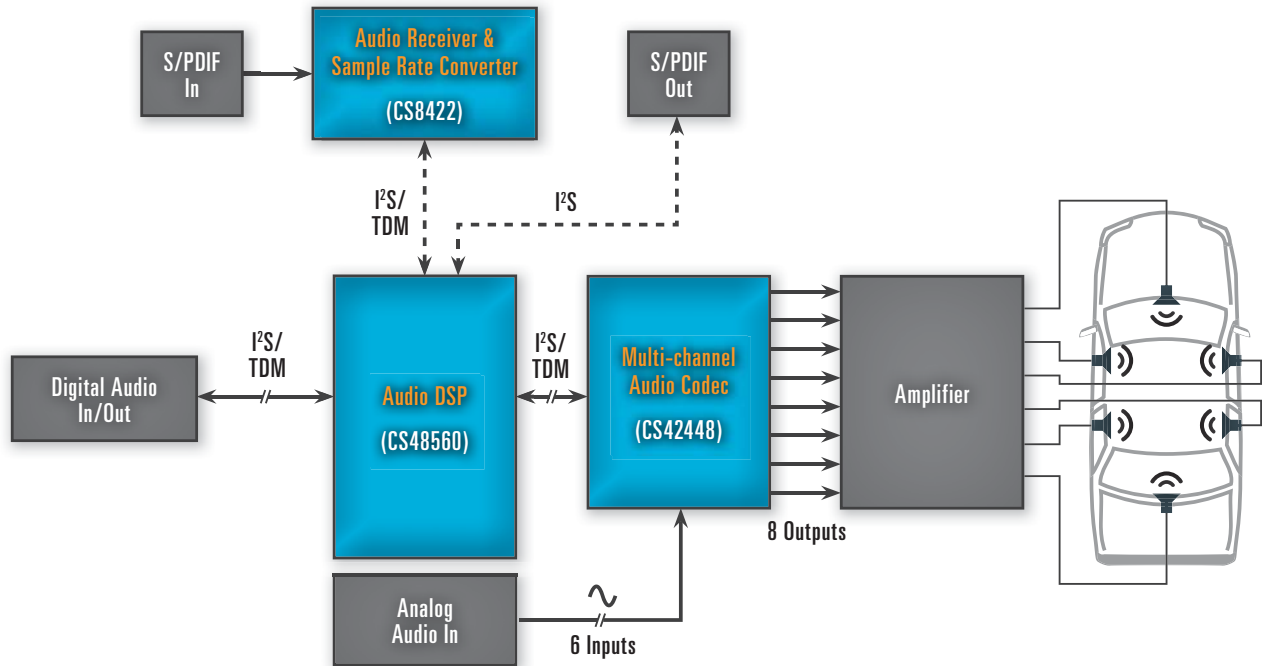 S/PDIF
In
Audio Receiver &
Sample Rate Converter
(CS8422)
S/PDIF
Out
I²S/
TDM
I²S
Digital Audio
In/Out
I²S/
TDM
Audio DSP
(CS48560)
I²S/
TDM
Multi-channel
Audio Codec
(CS42448)
Amplifier
8 Outputs
Analog
Audio In
6 Inputs